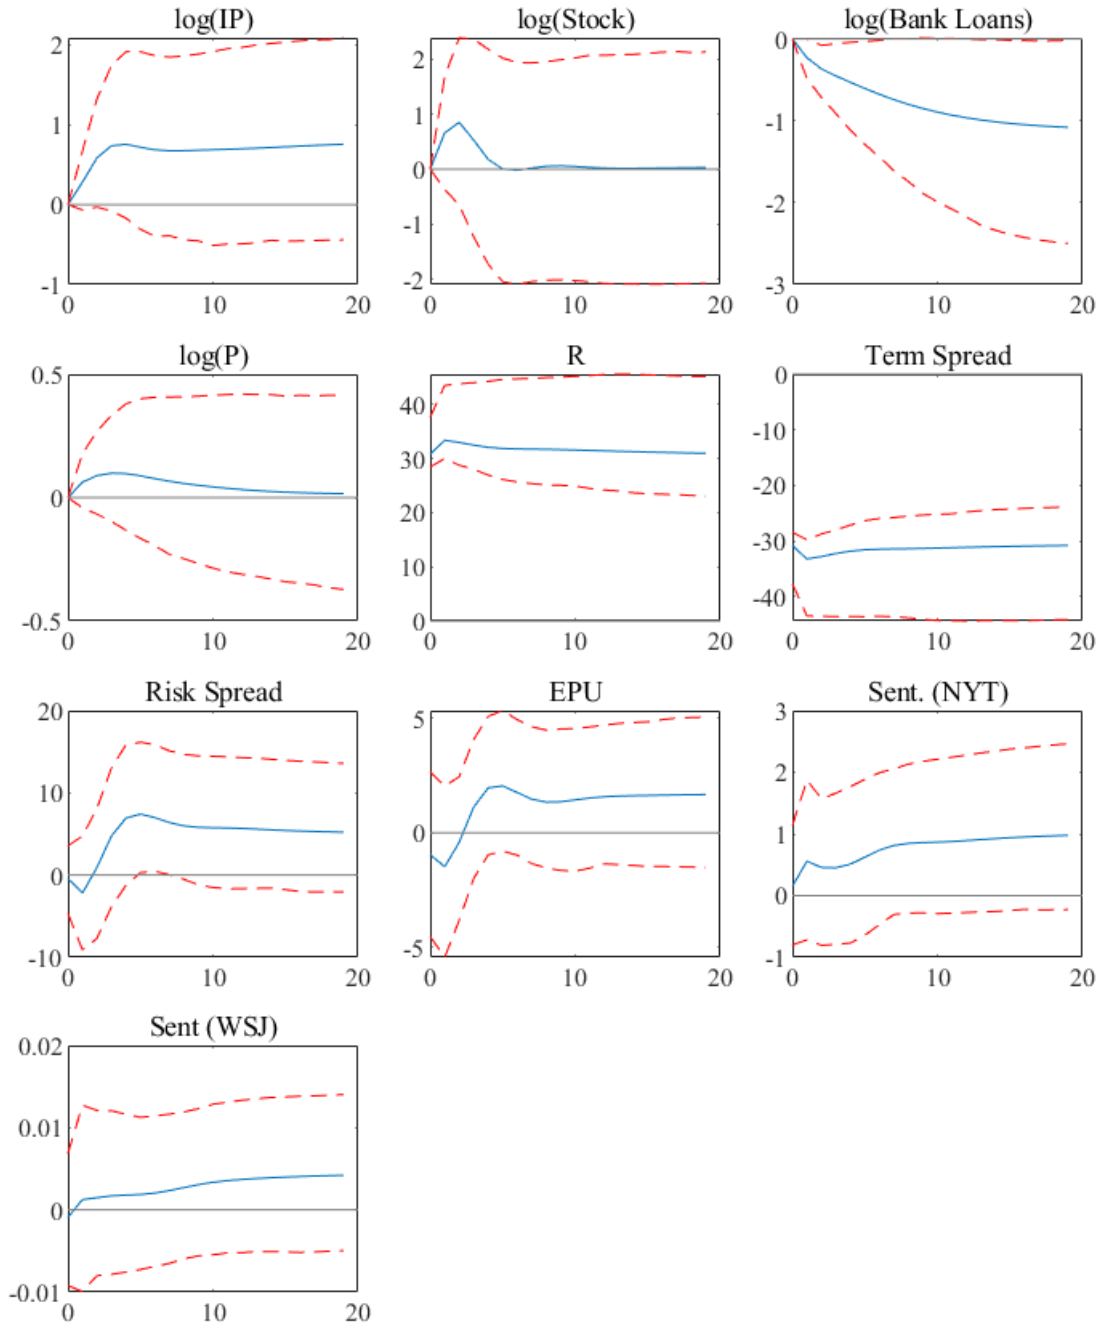 log(IP) log(Stock) log(Bank Loans)
2 2 0
1 1 -1
0 0 -2
-1 -1 -3
-2
0 10 20 0 10 20 0 10 20
log(P) R Term Spread
0.5 40 0
0 30 -10
-0.5 20 -20
10 -30
0 -40
0 10 20 0 10 20 0 10 20
Risk Spread EPU Sent. (NYT)
20 5 3
10 0 2
0 -5 1
-10 0
-1
0 10 20 0 10 20 0 10 20
Sent (WSJ)
0.02
0.01
0
-0.01
0 10 20